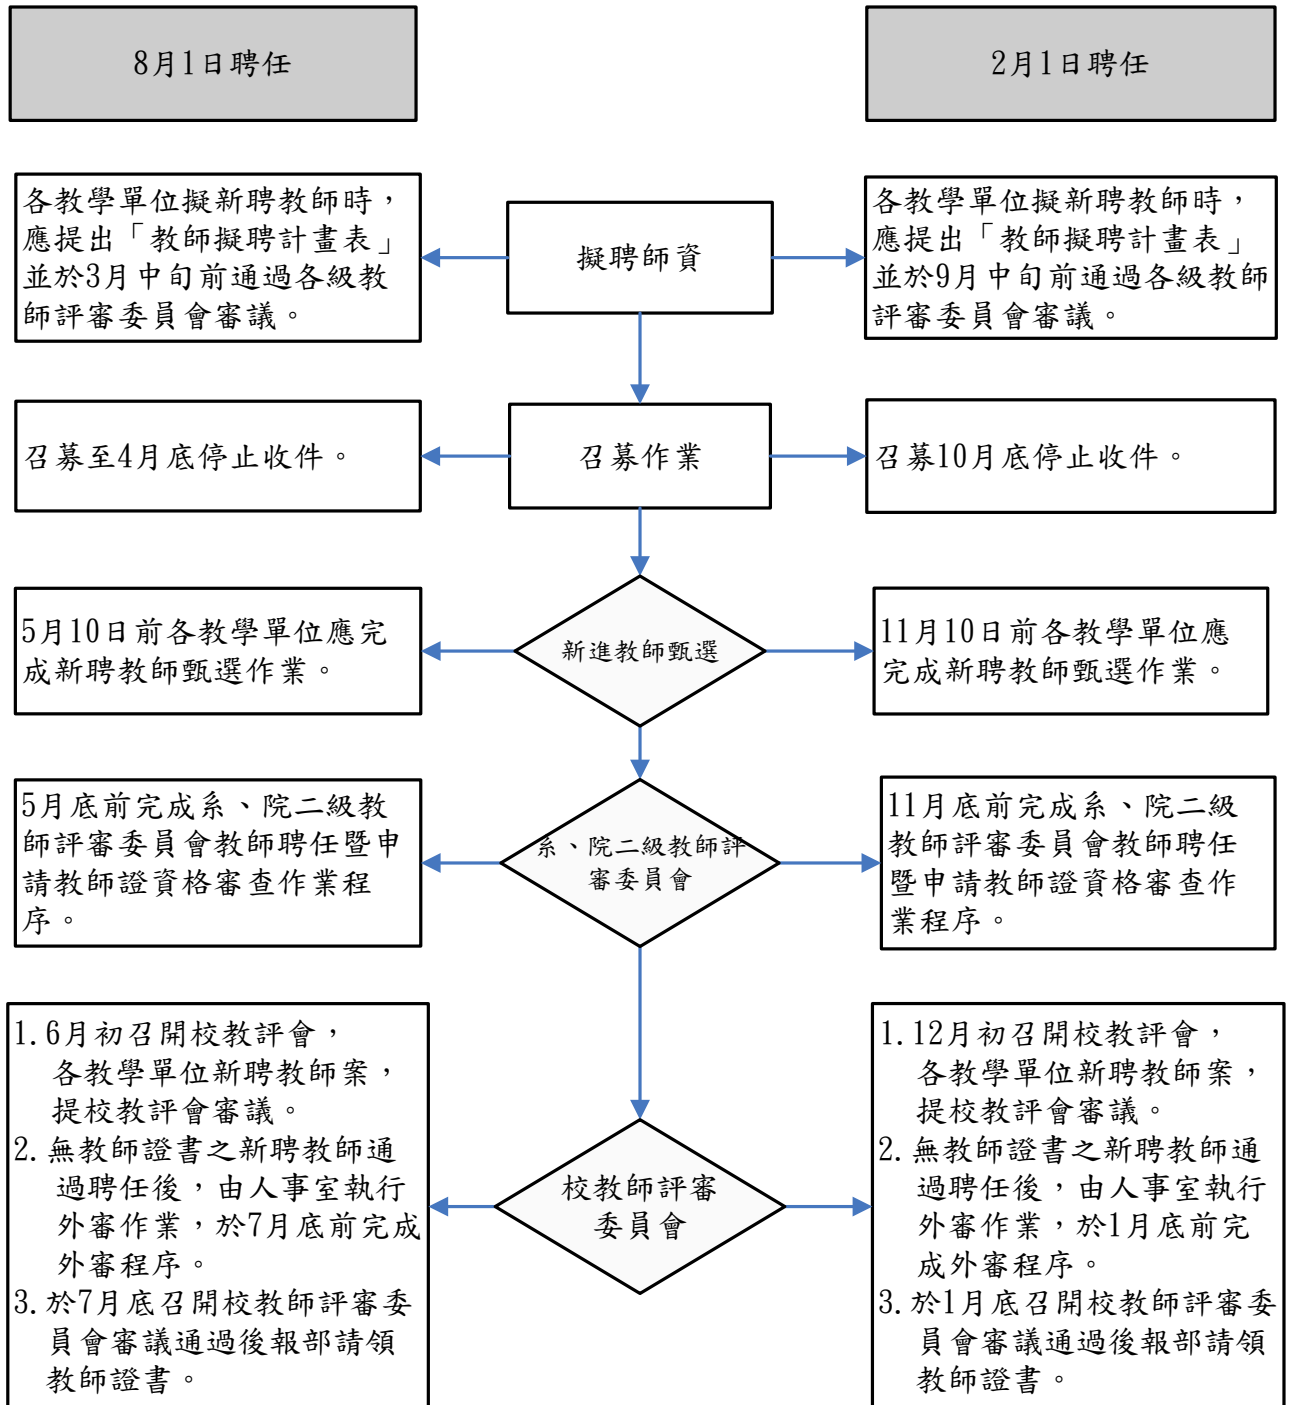 8月1日聘任
2月1日聘任
各教學單位擬新聘教師時，
應提出「教師擬聘計畫表」
並於3月中旬前通過各級教
師評審委員會審議。
擬聘師資
各教學單位擬新聘教師時，
應提出「教師擬聘計畫表」
並於9月中旬前通過各級教師
評審委員會審議。
召募至4月底停止收件。
召募作業
召募10月底停止收件。
5月10日前各教學單位應完
成新聘教師甄選作業。
新進教師甄選
11月10日前各教學單位應
完成新聘教師甄選作業。
5月底前完成系、院二級教
師評審委員會教師聘任暨申
請教師證資格審查作業程
序。
系、院二級教師評
審委員會
11月底前完成系、院二級
教師評審委員會教師聘任
暨申請教師證資格審查作
業程序。
1.6月初召開校教評會，
各教學單位新聘教師案，
提校教評會審議。
2.無教師證書之新聘教師通
過聘任後，由人事室執行
外審作業，於7月底前完成
外審程序。
3.於7月底召開校教師評審委
員會審議通過後報部請領
教師證書。
校教師評審
委員會
1.12月初召開校教評會，
各教學單位新聘教師案，
提校教評會審議。
2.無教師證書之新聘教師通
過聘任後，由人事室執行
外審作業，於1月底前完
成外審程序。
3.於1月底召開校教師評審委
員會審議通過後報部請領
教師證書。